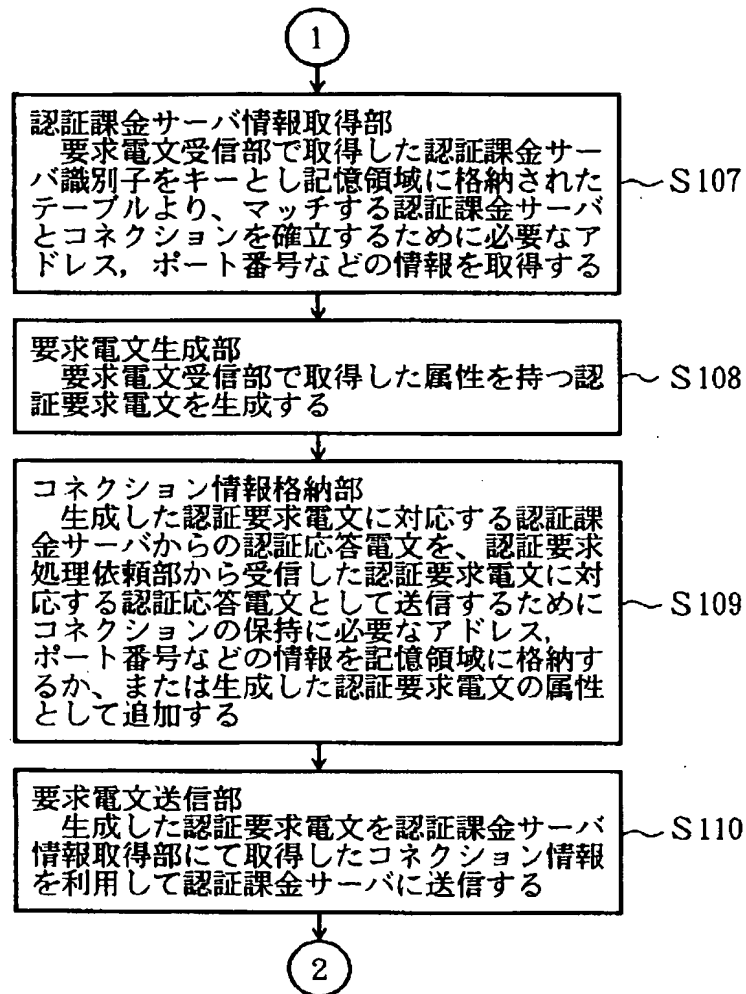 1
認証課金サーバ情報取得部
要求電文受信部で取得した認証課金サー
バ識別子をキーとし記憶領域に格納された
テーブルより、マッチする認証課金サーバ
とコネクションを確立するために必要なア
ドレス，ポート番号などの情報を取得する
S107
要求電文生成部
要求電文受信部で取得した属性を持つ認
証要求電文を生成する
S108
コネクション情報格納部
生成した認証要求電文に対応する認証課
金サーバからの認証応答電文を、認証要求
処理依頼部から受信した認証要求電文に対
応する認証応答電文として送信するために
コネクションの保持に必要なアドレス，
ポート番号などの情報を記憶領域に格納す
るか、または生成した認証要求電文の属性
として追加する
S109
要求電文送信部
生成した認証要求電文を認証課金サーバ
情報取得部にて取得したコネクション情報
を利用して認証課金サーバに送信する
S110
2